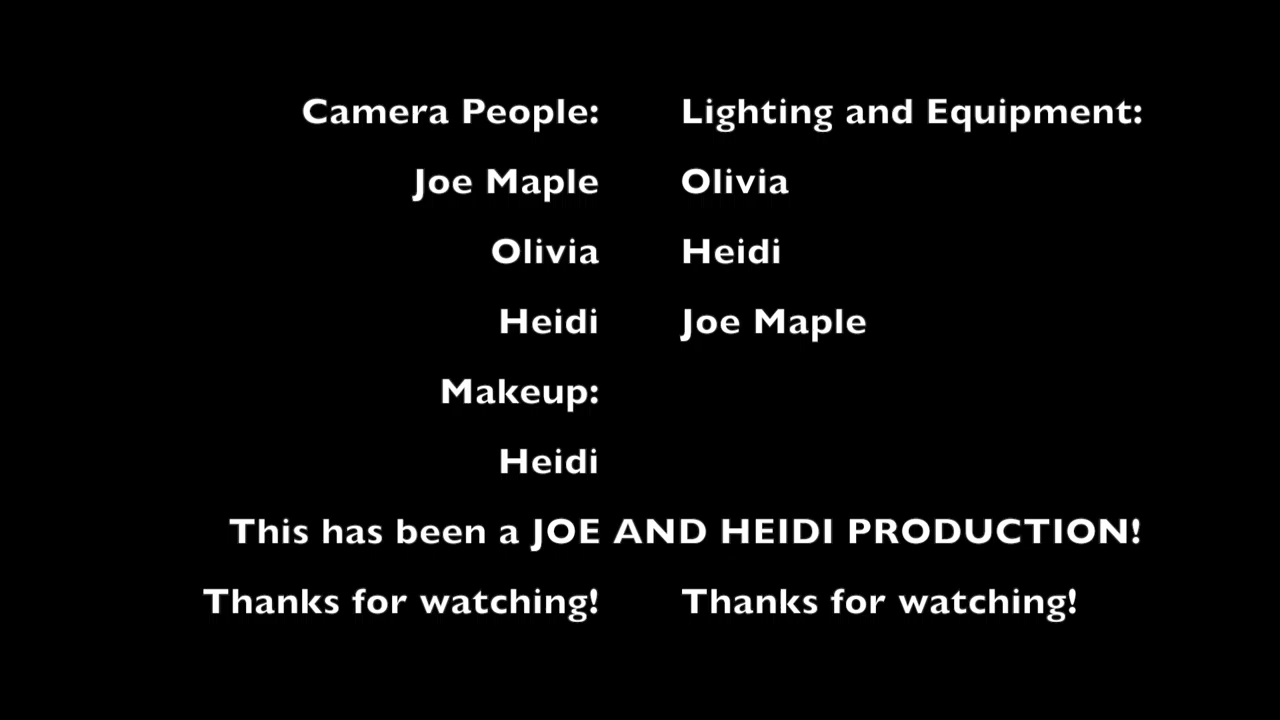 Camera People: Lighting and Equipment:
Joe Maple Olivia
Olivia Heidi
Heidi Joe Maple
Makeup:
Heidi
This has been a JOE AND HEIDI PRODUCTION!
Thanks for watching! Thanks for watching!